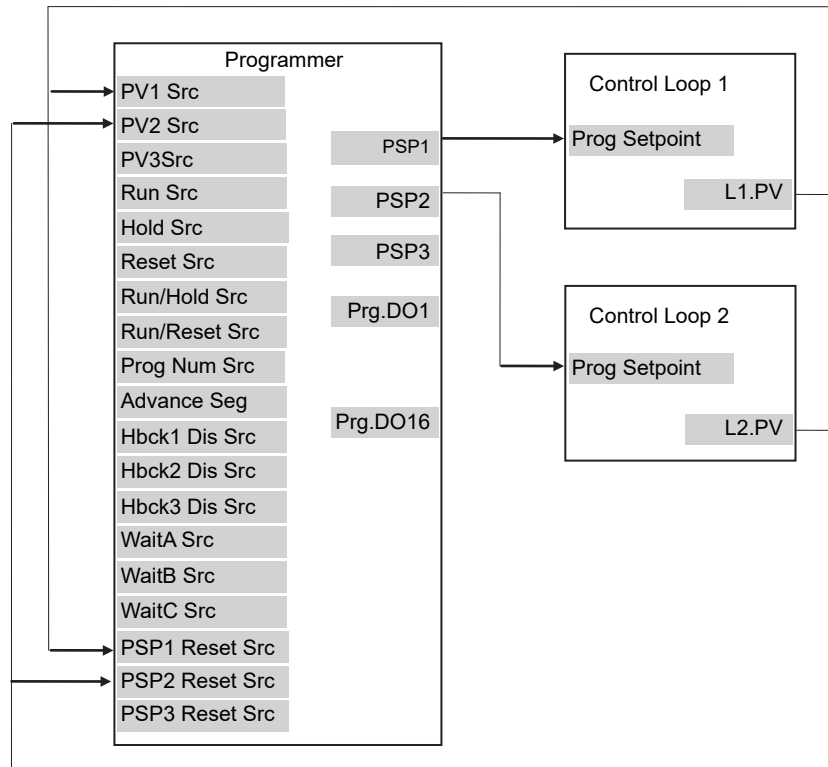 Programmer
PV1 Src
PV2 Src
PV3Src
Run Src
Hold Src
Reset Src
Run/Hold Src
Run/Reset Src
Prog Num Src
Advance Seg
Hbck1 Dis Src
Hbck2 Dis Src
Hbck3 Dis Src
WaitA Src
WaitB Src
WaitC Src
PSP1 Reset Src
PSP2 Reset Src
PSP3 Reset Src
PSP1
PSP2
PSP3
Prg.DO1
Prg.DO16
Control Loop 1
Prog Setpoint
L1.PV
Control Loop 2
Prog Setpoint
L2.PV